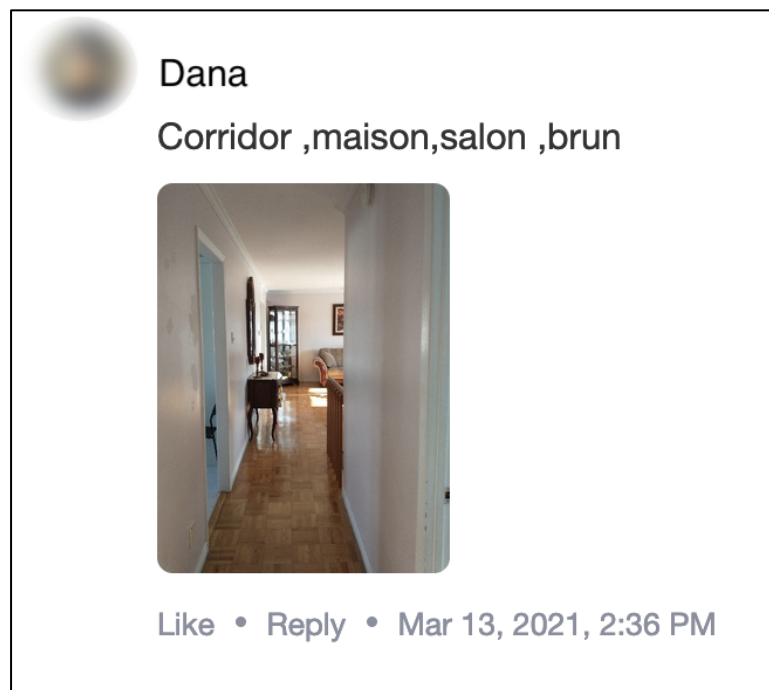 Dana
Corridor ,maison,salon ,brun
Like • Reply • Mar 13, 2021, 2:36 PM